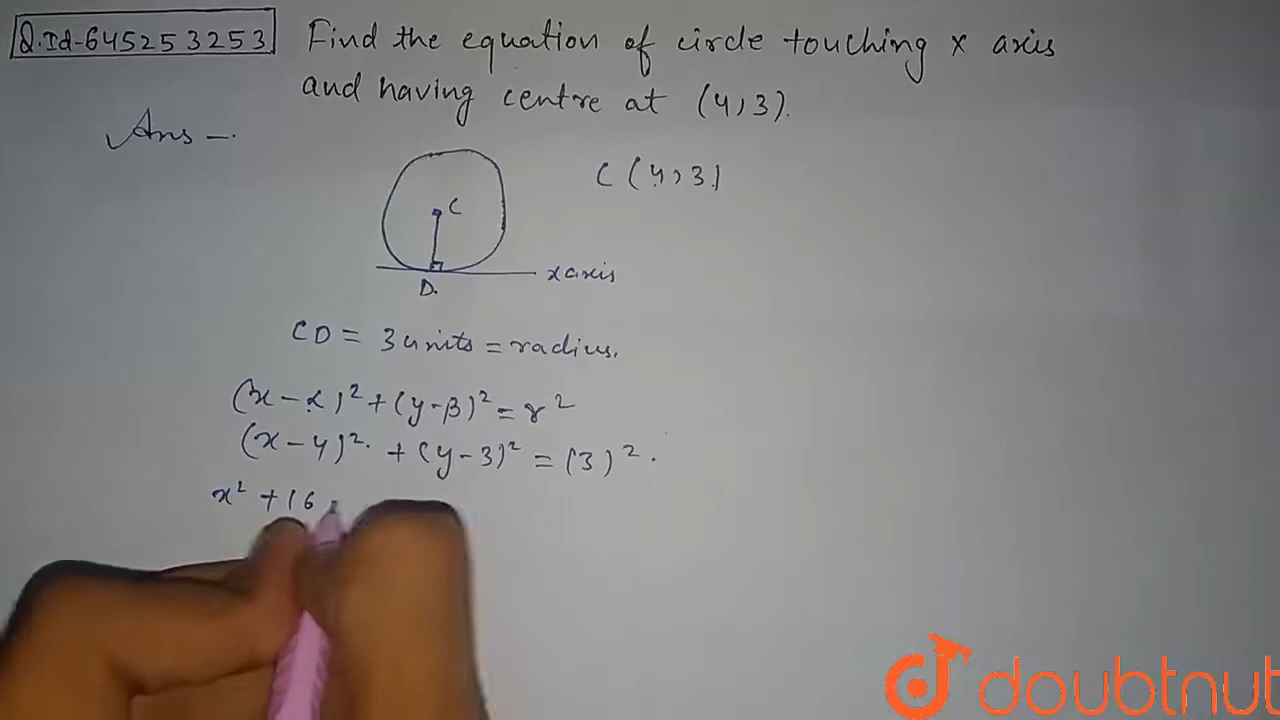 Q.Id-645253253 Find the equation of circle touching x axis
and having centre at (4,3).
Ans -.
C (4,3)
C
x axis
D.
CD = 3 units = radius.
(x-α)²+(y-β)²=r²
(x-4)². +(y-3)² =(3)².
x² +16
doubtnut